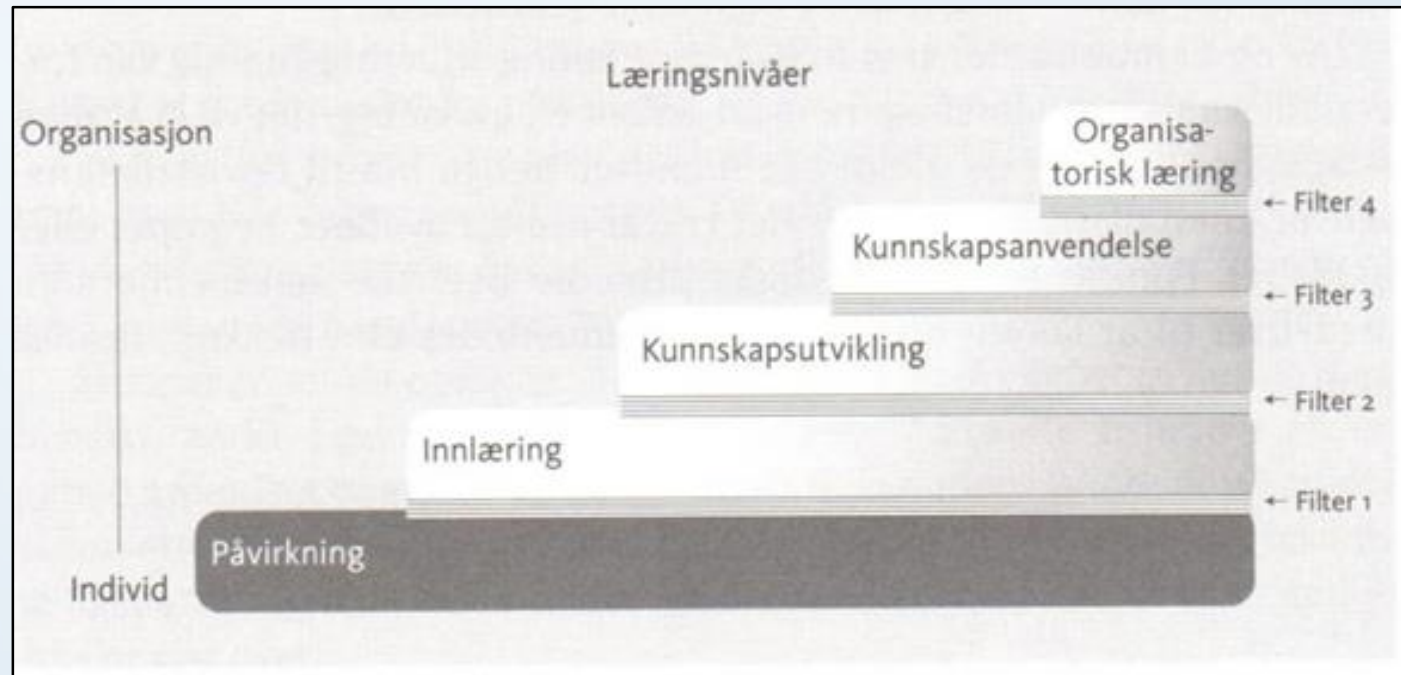 Læringsnivåer
Organisasjon
Organisa-
torisk læring
← Filter 4
Kunnskapsanvendelse
← Filter 3
Kunnskapsutvikling
← Filter 2
Innlæring
← Filter 1
Påvirkning
Individ